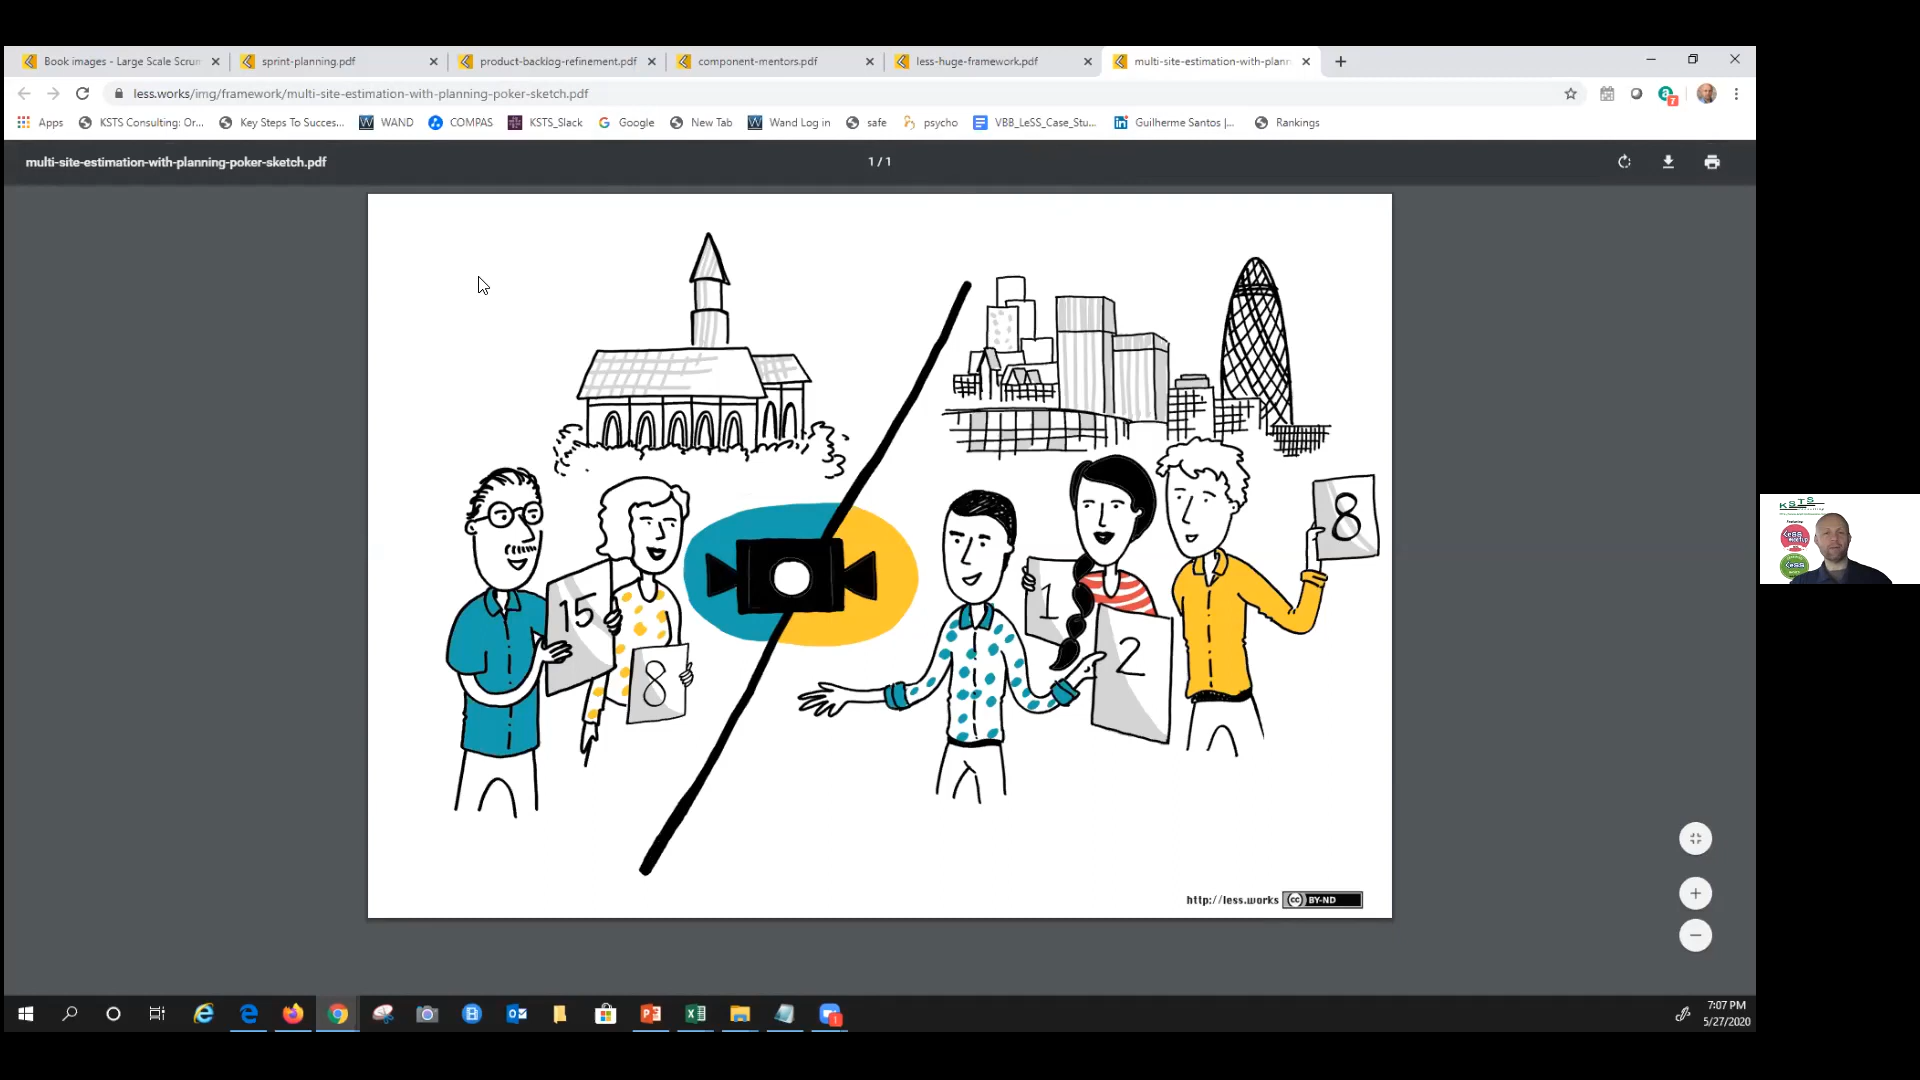 Book images - Large Scale Scrum
sprint-planning.pdf
product-backlog-refinement.pdf
component-mentors.pdf
less-huge-framework.pdf
multi-site-estimation-with-plann
less.works/img/framework/multi-site-estimation-with-planning-poker-sketch.pdf
Apps
KSTS Consulting: Or...
Key Steps To Succes...
WAND
COMPAS
KSTS_Slack
Google
New Tab
Wand Log in
safe
psycho
VBB_LeSS_Case_Stu...
Guilherme Santos |...
Rankings
multi-site-estimation-with-planning-poker-sketch.pdf
1 / 1
15
8
1
2
8
http://less.works
cc BY-ND
KSTS
7:07 PM
5/27/2020